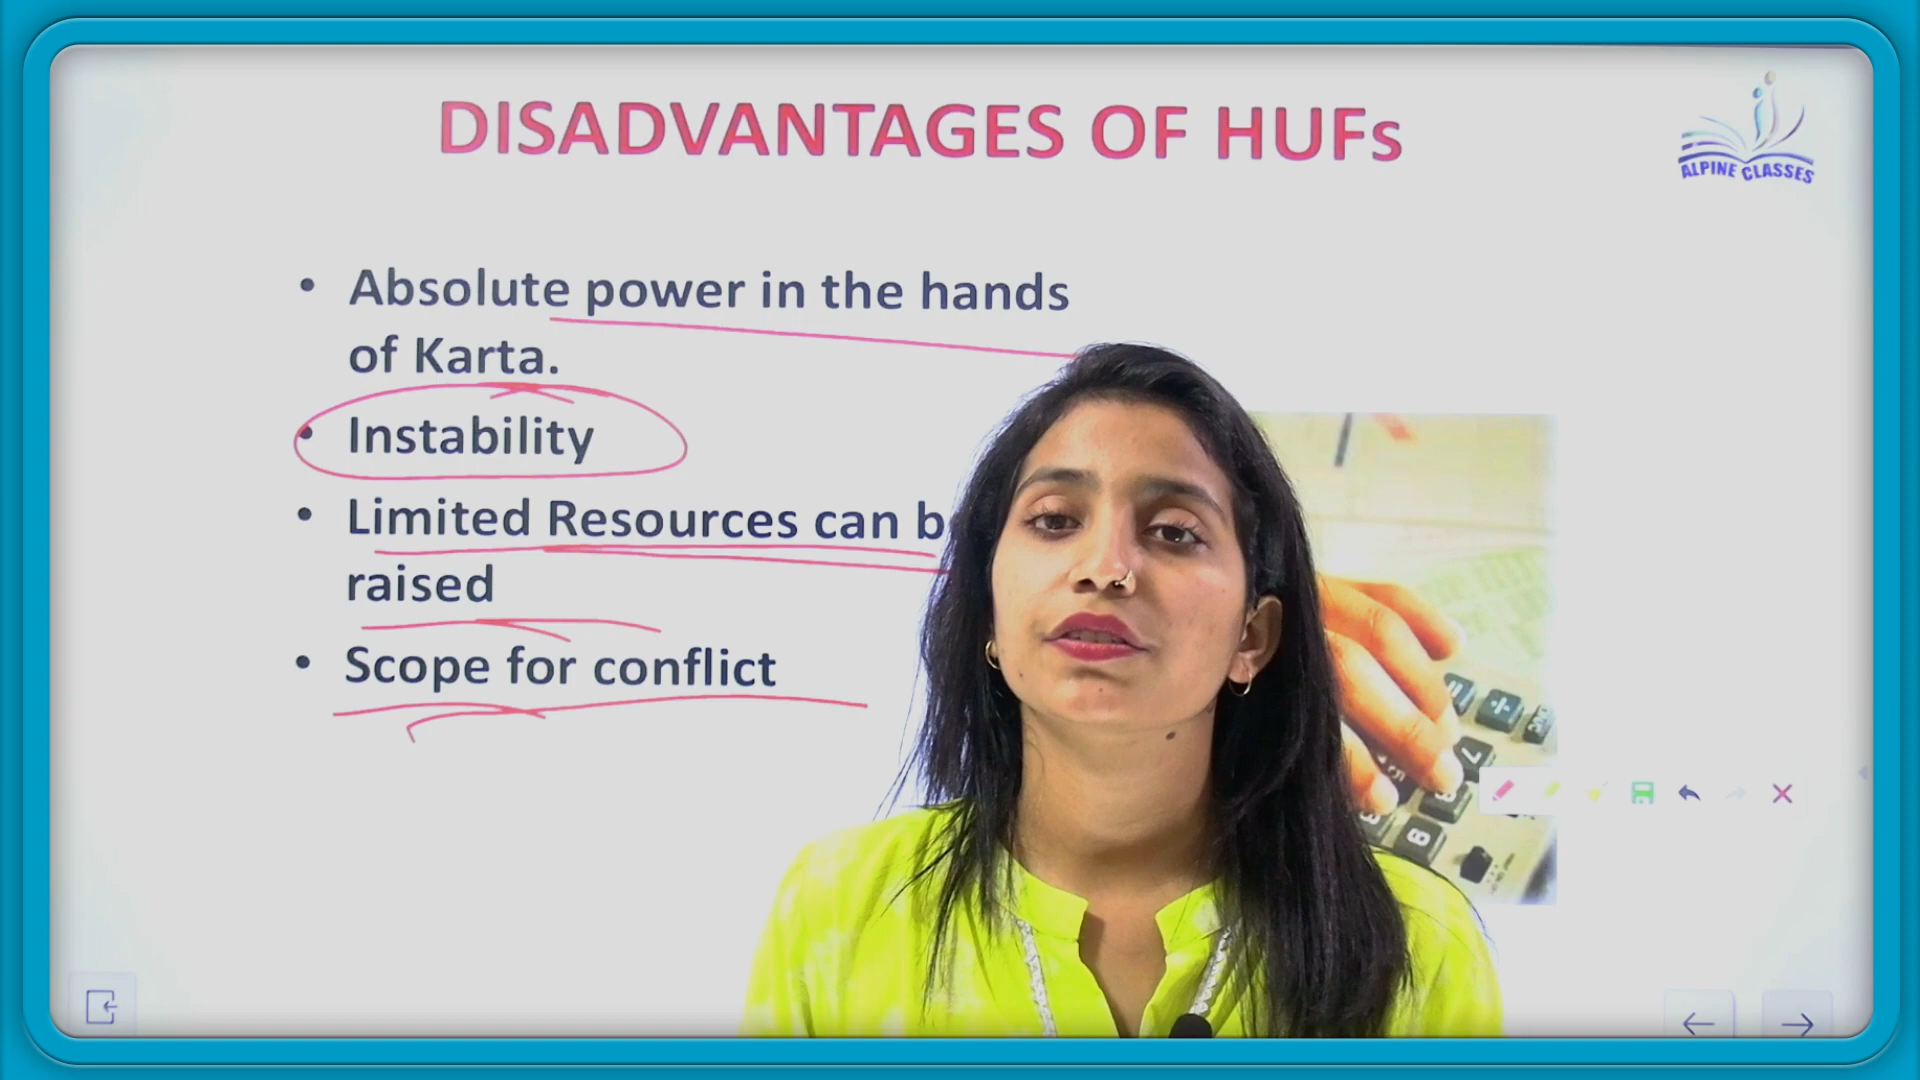 DISADVANTAGES OF HUFs
ALPINE CLASSES
• Absolute power in the hands
of Karta.
• Instability
• Limited Resources can
raised
• Scope for conflict